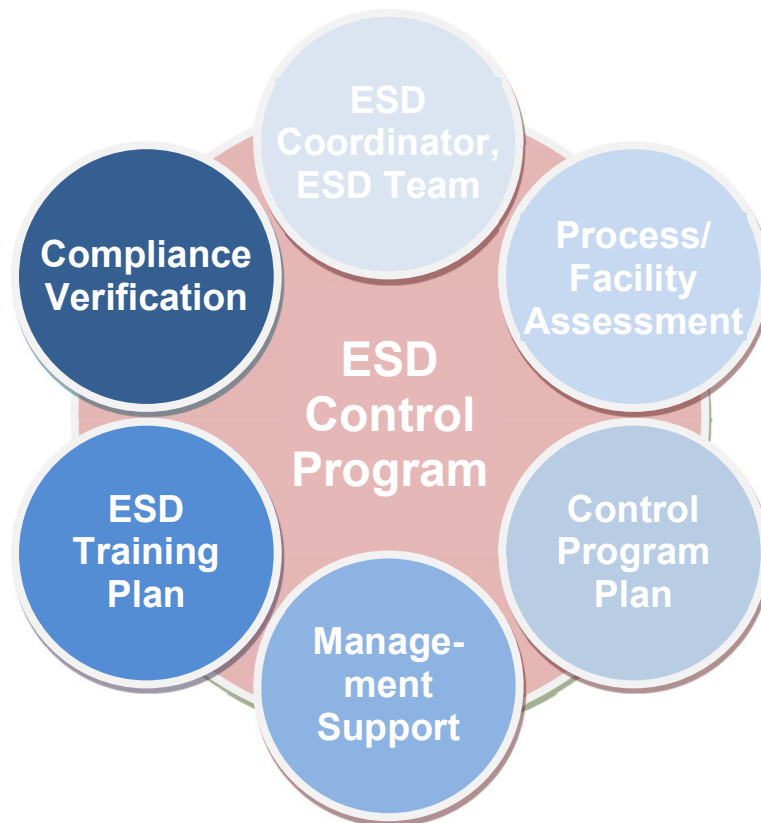 ESD
Coordinator,
ESD Team
Process/
Facility
Assessment
Control
Program
Plan
Manage-
ment
Support
ESD
Training
Plan
Compliance
Verification
ESD
Control
Program